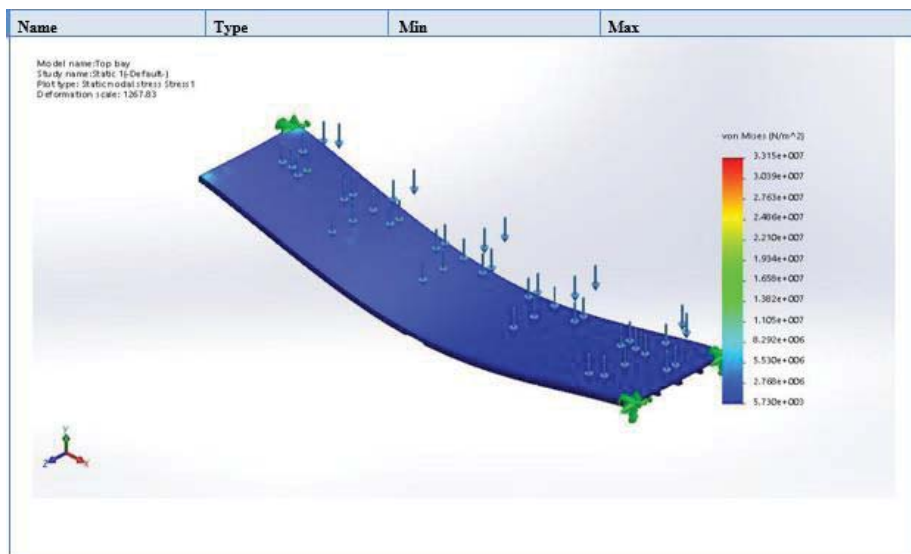 Name Type Min Max
Model name:Top bay
Study name:Static 1(-Default-)
Plot type: Static nodal stress Stress1
Deformation scale: 1267.83
von Mises (N/m^2)
3.315e+007
3.039e+007
2.763e+007
2.486e+007
2.210e+007
1.934e+007
1.658e+007
1.382e+007
1.105e+007
8.292e+006
5.530e+006
2.768e+006
5.730e+003
Y
Z X